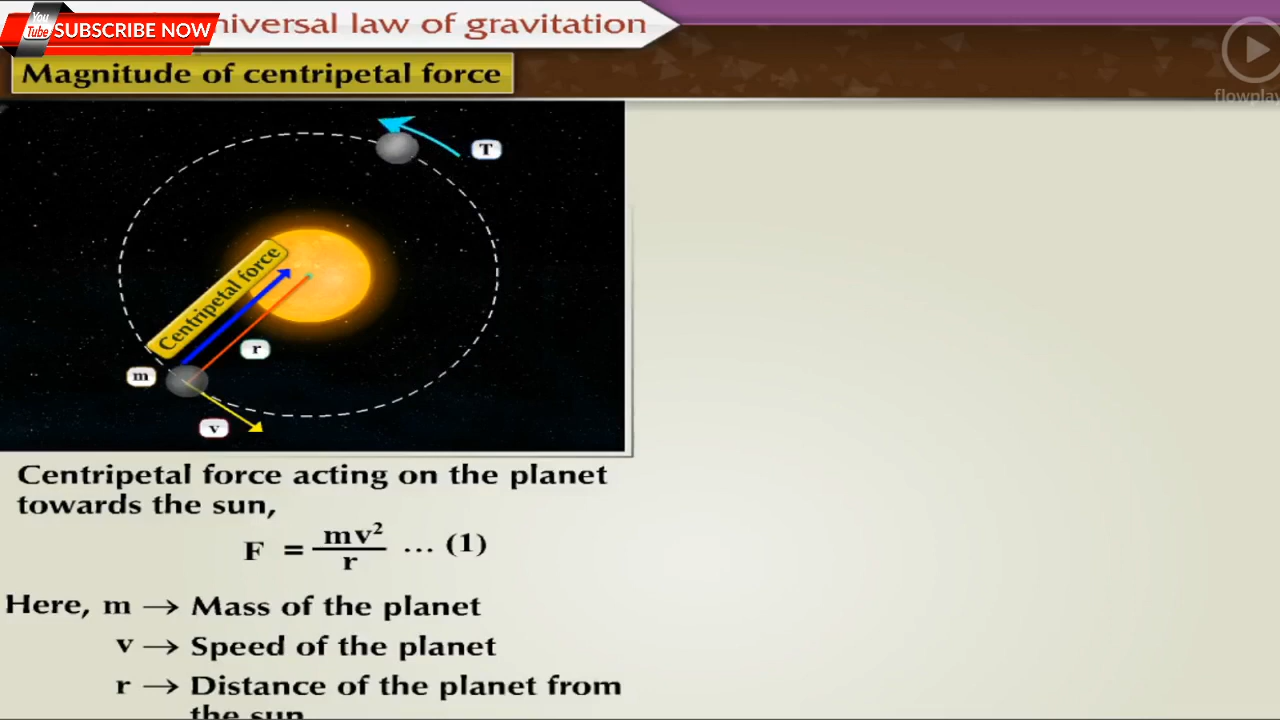 You
Tube
SUBSCRIBE NOW
niversal law of gravitation
Magnitude of centripetal force
flowplay
T
Centripetal force
r
m
v
Centripetal force acting on the planet
towards the sun,
F = mv²/r ... (1)
Here, m → Mass of the planet
v → Speed of the planet
r → Distance of the planet from
the sun